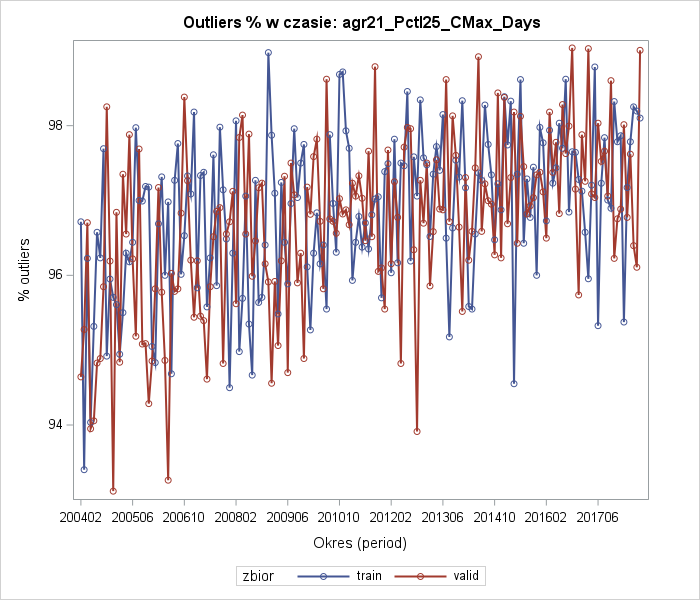 Outliers % w czasie: agr21_Pctl25_CMax_Days
% outliers
98
96
94
200402 200506 200610 200802 200906 201010 201202 201306 201410 201602 201706
Okres (period)
zbior train valid